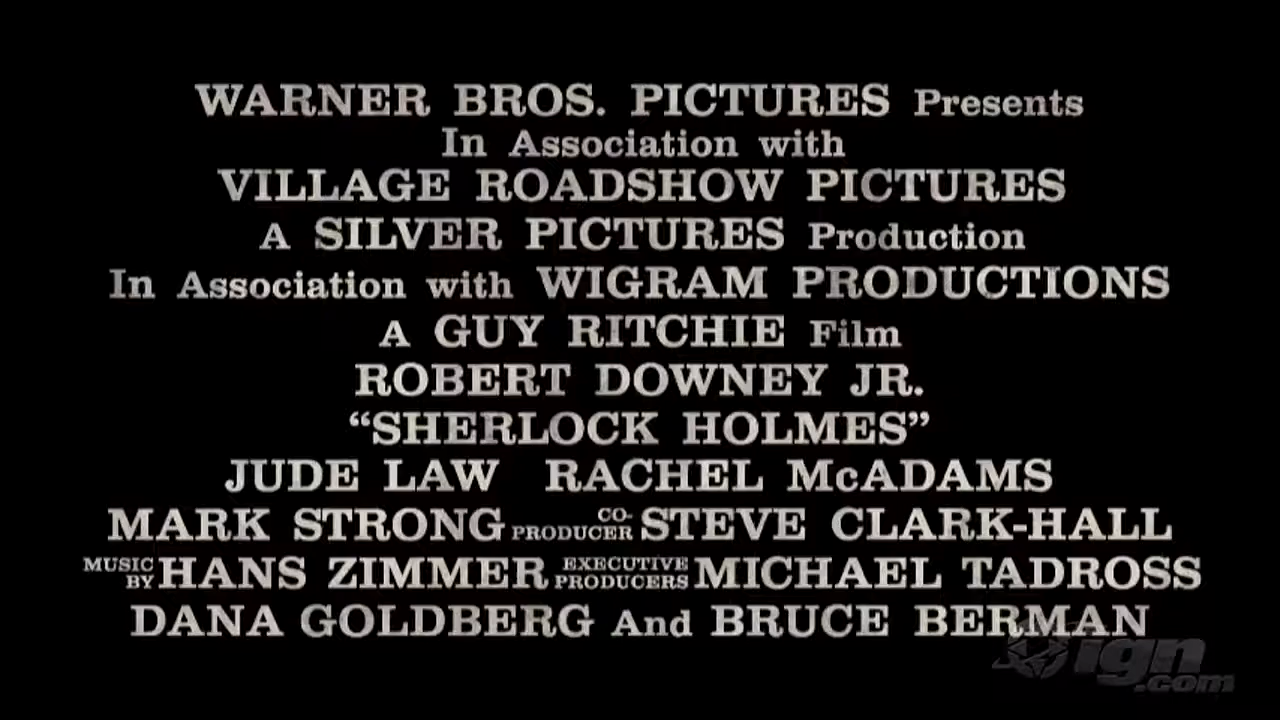 WARNER BROS. PICTURES Presents
In Association with
VILLAGE ROADSHOW PICTURES
A SILVER PICTURES Production
In Association with WIGRAM PRODUCTIONS
A GUY RITCHIE Film
ROBERT DOWNEY JR.
“SHERLOCK HOLMES”
JUDE LAW RACHEL McADAMS
MARK STRONG CO-PRODUCER STEVE CLARK-HALL
MUSIC BY HANS ZIMMER EXECUTIVE PRODUCERS MICHAEL TADROSS
DANA GOLDBERG And BRUCE BERMAN
ign.com